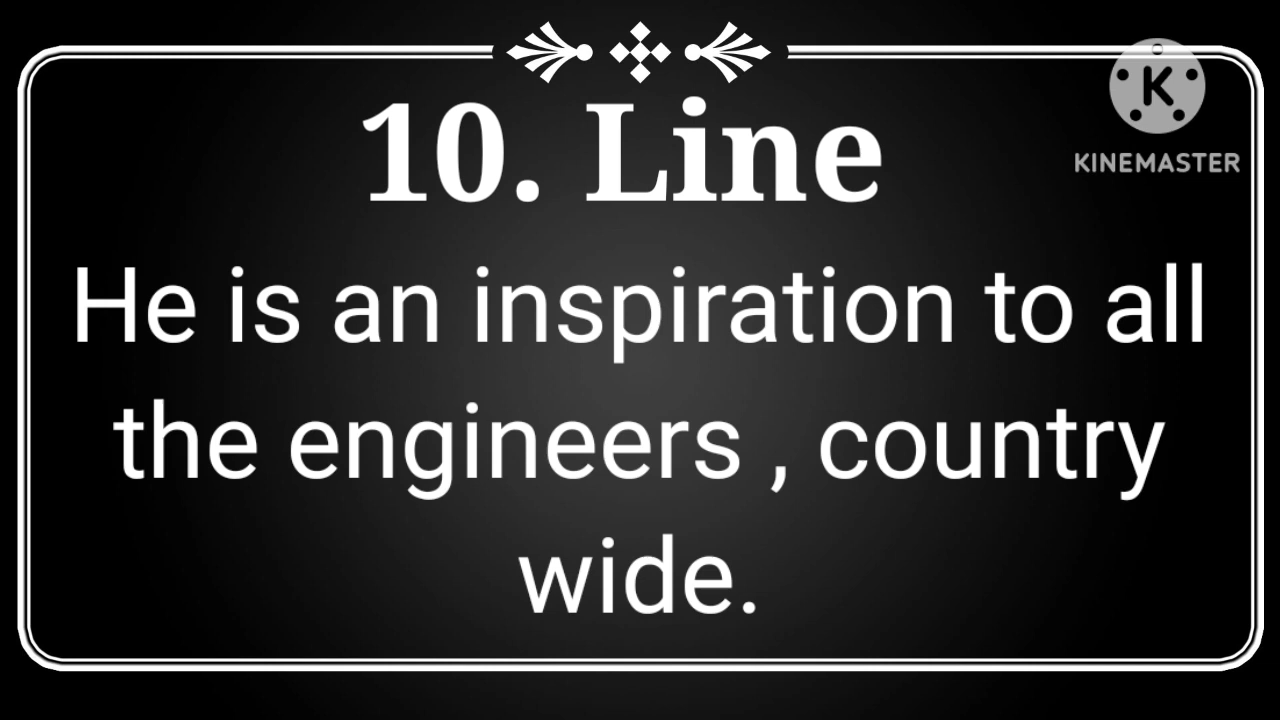 10. Line
K
KINEMASTER
He is an inspiration to all
the engineers , country
wide.